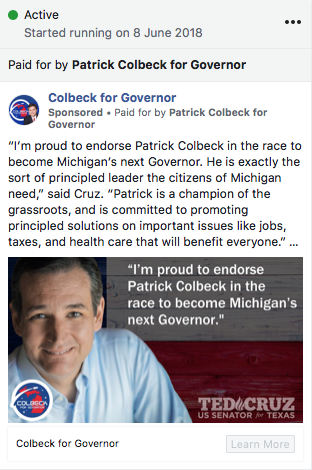 Active
Started running on 8 June 2018
Paid for by Patrick Colbeck for Governor
Colbeck for Governor
Sponsored • Paid for by Patrick Colbeck for
Governor
“I’m proud to endorse Patrick Colbeck in the race to
become Michigan’s next Governor. He is exactly the
sort of principled leader the citizens of Michigan
need,” said Cruz. “Patrick is a champion of the
grassroots, and is committed to promoting
principled solutions on important issues like jobs,
taxes, and health care that will benefit everyone.” ...
“I’m proud to endorse
Patrick Colbeck in the
race to become Michigan’s
next Governor."
COLBECK
FOR GOVERNOR
TED CRUZ
US SENATOR for TEXAS
Colbeck for Governor
Learn More